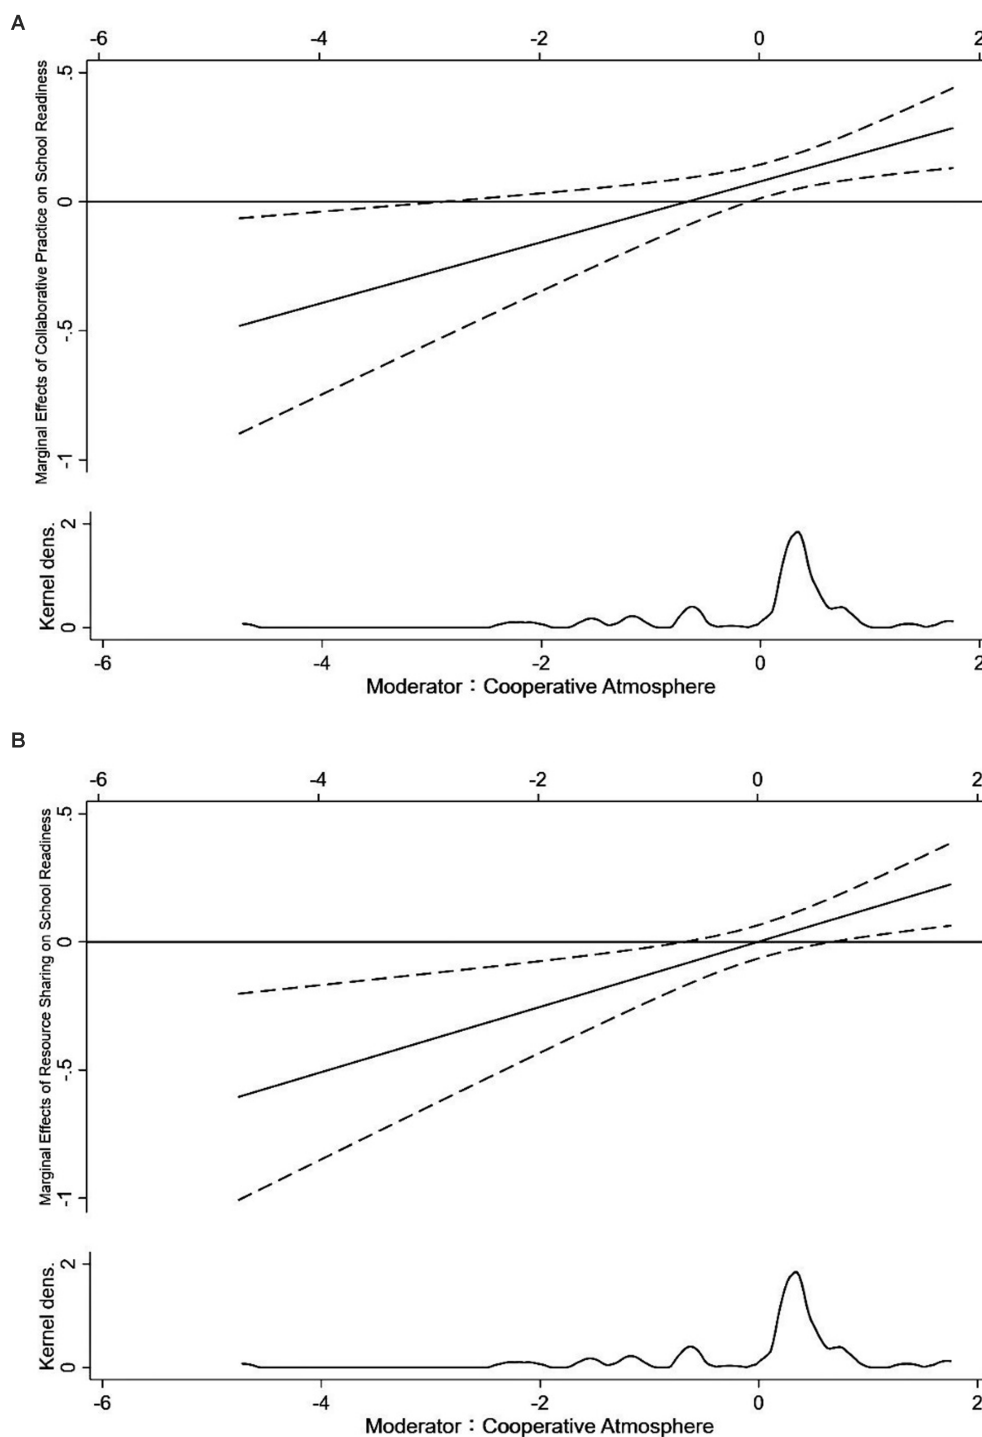 A
-6 -4 -2 0 2
Marginal Effects of Collaborative Practice on School Readiness
.5
0
-.5
-1
Kernel dens.
2
0
-6 -4 -2 0 2
Moderator：Cooperative Atmosphere
B
-6 -4 -2 0 2
Marginal Effects of Resource Sharing on School Readiness
.5
0
-.5
-1
Kernel dens.
2
0
-6 -4 -2 0 2
Moderator：Cooperative Atmosphere